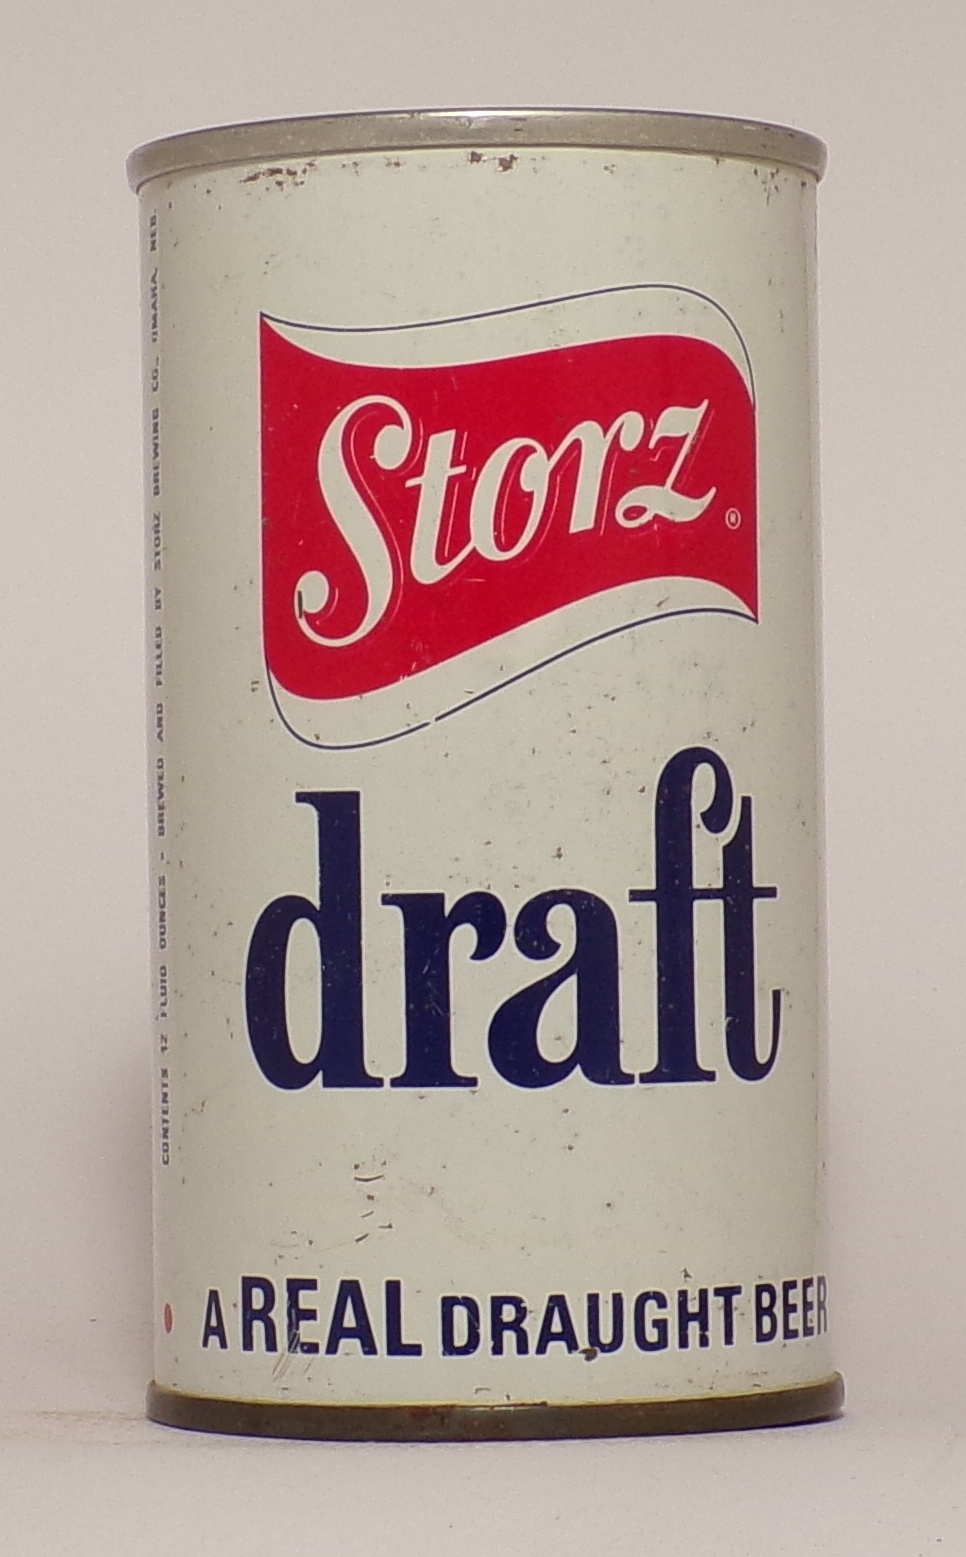 Storz®
draft
A REAL DRAUGHT BEER
CONTENTS 12 FLUID OUNCES - BREWED AND FILLED BY STORZ BREWING CO., OMAHA, NEB.